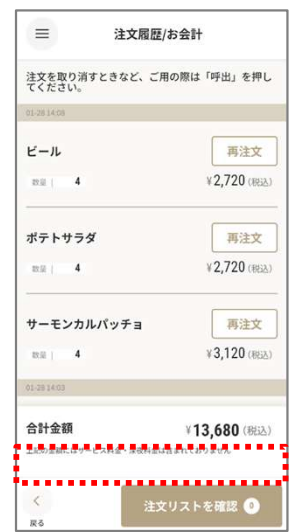 注文履歴/お会計
注文を取り消すときなど、ご用の際は「呼出」を押し
てください。
01-28 14:08
ビール
再注文
数量 | 4
¥2,720 (税込)
ポテトサラダ
再注文
数量 | 4
¥2,720 (税込)
サーモンカルパッチョ
再注文
数量 | 4
¥3,120 (税込)
01-28 14:03
合計金額
¥13,680 (税込)
上記の金額にはサービス料金・深夜料金は含まれておりません
注文リストを確認 0
戻る